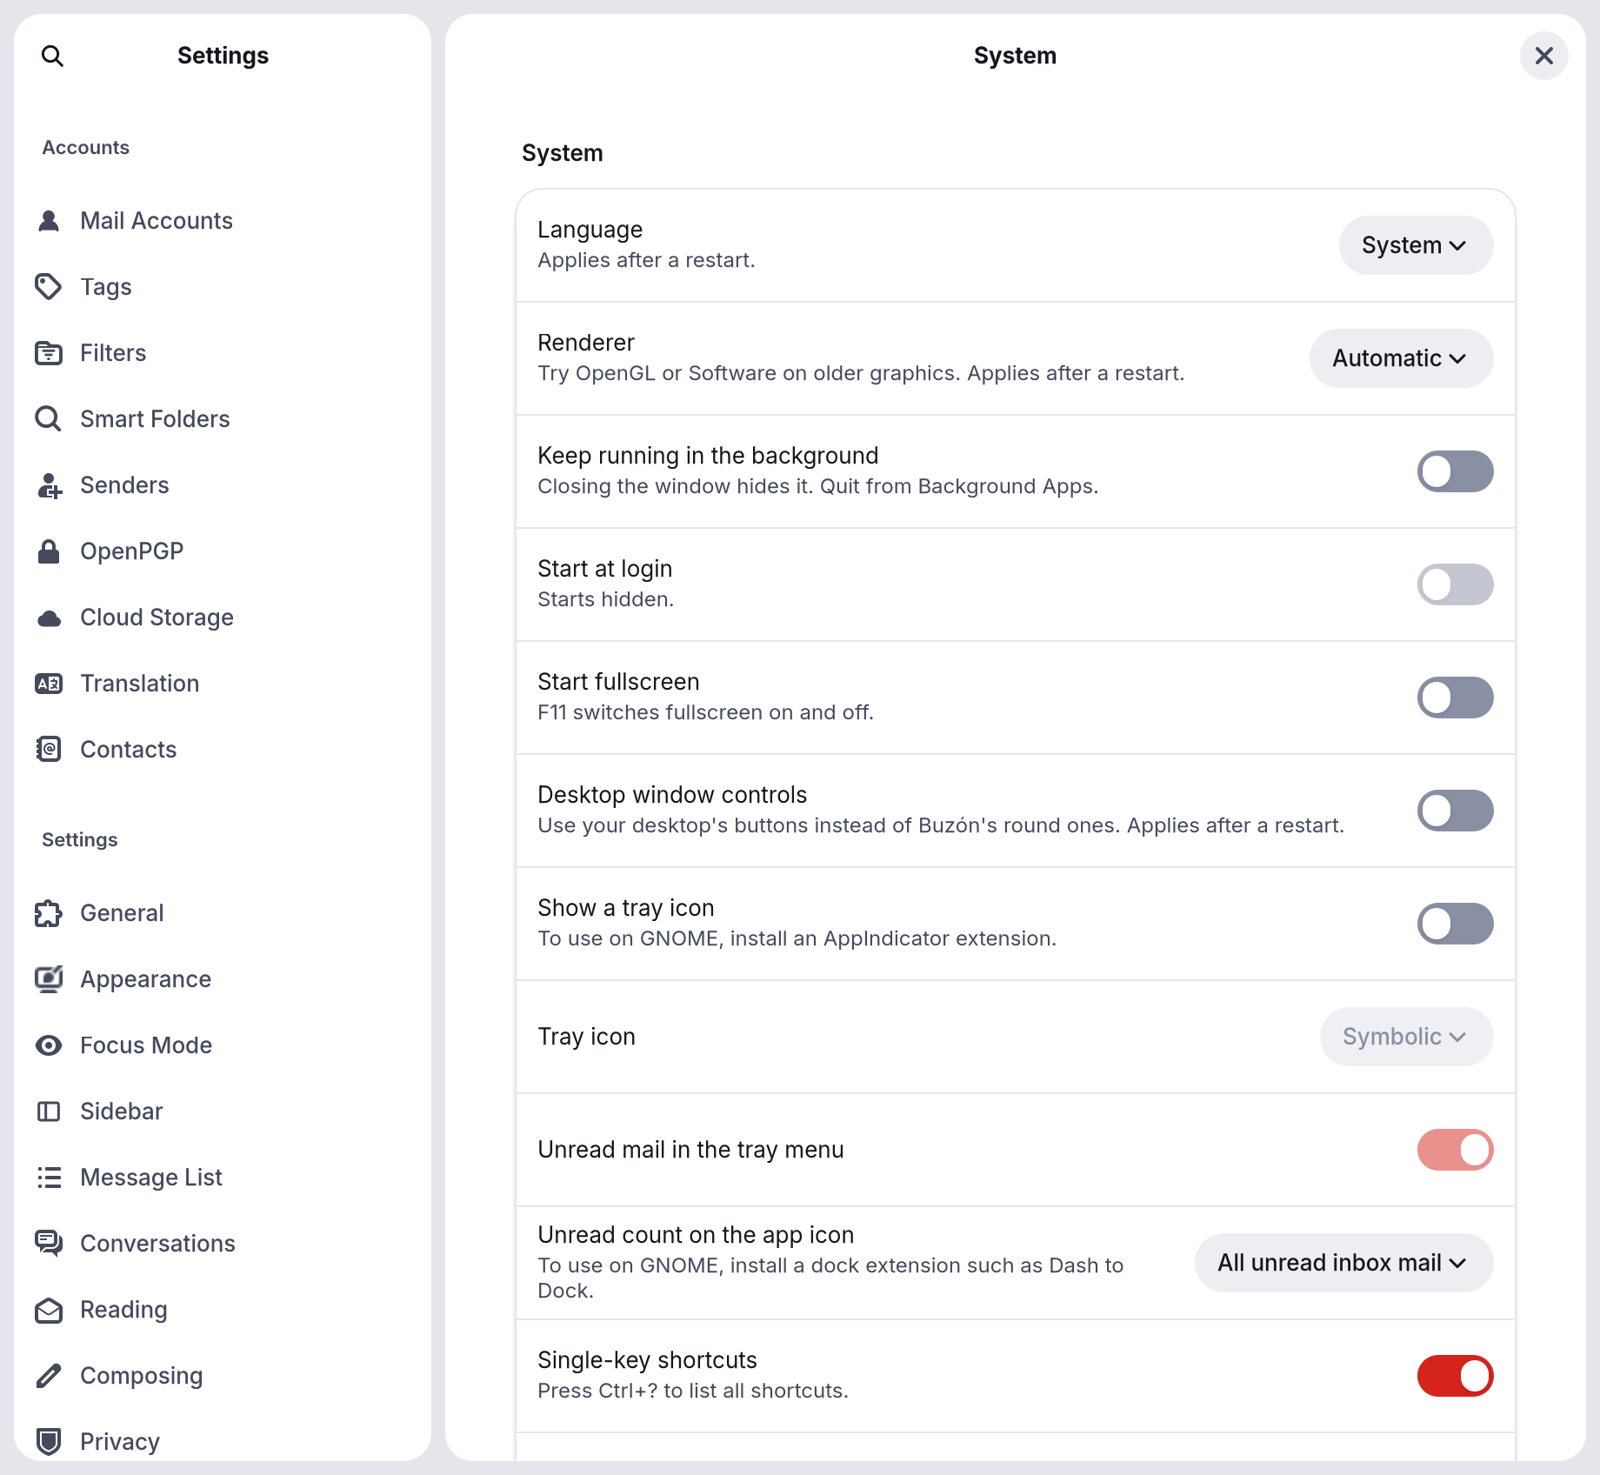 Settings
Accounts
Mail Accounts
Tags
Filters
Smart Folders
Senders
OpenPGP
Cloud Storage
Translation
Contacts
Settings
General
Appearance
Focus Mode
Sidebar
Message List
Conversations
Reading
Composing
Privacy
System
System
Language
Applies after a restart.
System
Renderer
Try OpenGL or Software on older graphics. Applies after a restart.
Automatic
Keep running in the background
Closing the window hides it. Quit from Background Apps.
Start at login
Starts hidden.
Start fullscreen
F11 switches fullscreen on and off.
Desktop window controls
Use your desktop's buttons instead of Buzón's round ones. Applies after a restart.
Show a tray icon
To use on GNOME, install an AppIndicator extension.
Tray icon
Symbolic
Unread mail in the tray menu
Unread count on the app icon
To use on GNOME, install a dock extension such as Dash to
Dock.
All unread inbox mail
Single-key shortcuts
Press Ctrl+? to list all shortcuts.